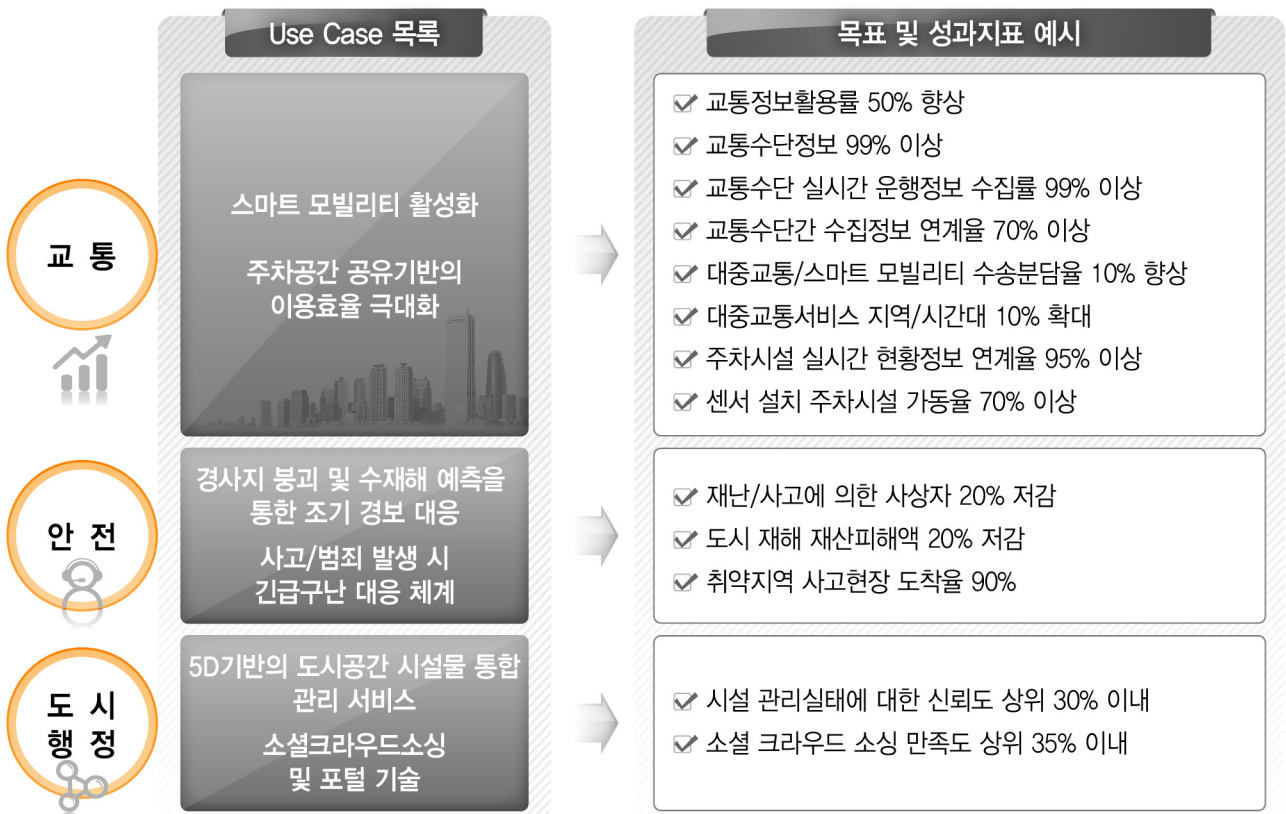 Use Case 목록
목표 및 성과지표 예시
교 통
스마트 모빌리티 활성화
주차공간 공유기반의
이용효율 극대화
교통정보활용률 50% 향상
교통수단정보 99% 이상
교통수단 실시간 운행정보 수집률 99% 이상
교통수단간 수집정보 연계율 70% 이상
대중교통/스마트 모빌리티 수송분담율 10% 향상
대중교통서비스 지역/시간대 10% 확대
주차시설 실시간 현황정보 연계율 95% 이상
센서 설치 주차시설 가동율 70% 이상
안 전
경사지 붕괴 및 수재해 예측을
통한 조기 경보 대응
사고/범죄 발생 시
긴급구난 대응 체계
재난/사고에 의한 사상자 20% 저감
도시 재해 재산피해액 20% 저감
취약지역 사고현장 도착율 90%
도 시
행 정
5D기반의 도시공간 시설물 통합
관리 서비스
소셜크라우드소싱
및 포털 기술
시설 관리실태에 대한 신뢰도 상위 30% 이내
소셜 크라우드 소싱 만족도 상위 35% 이내